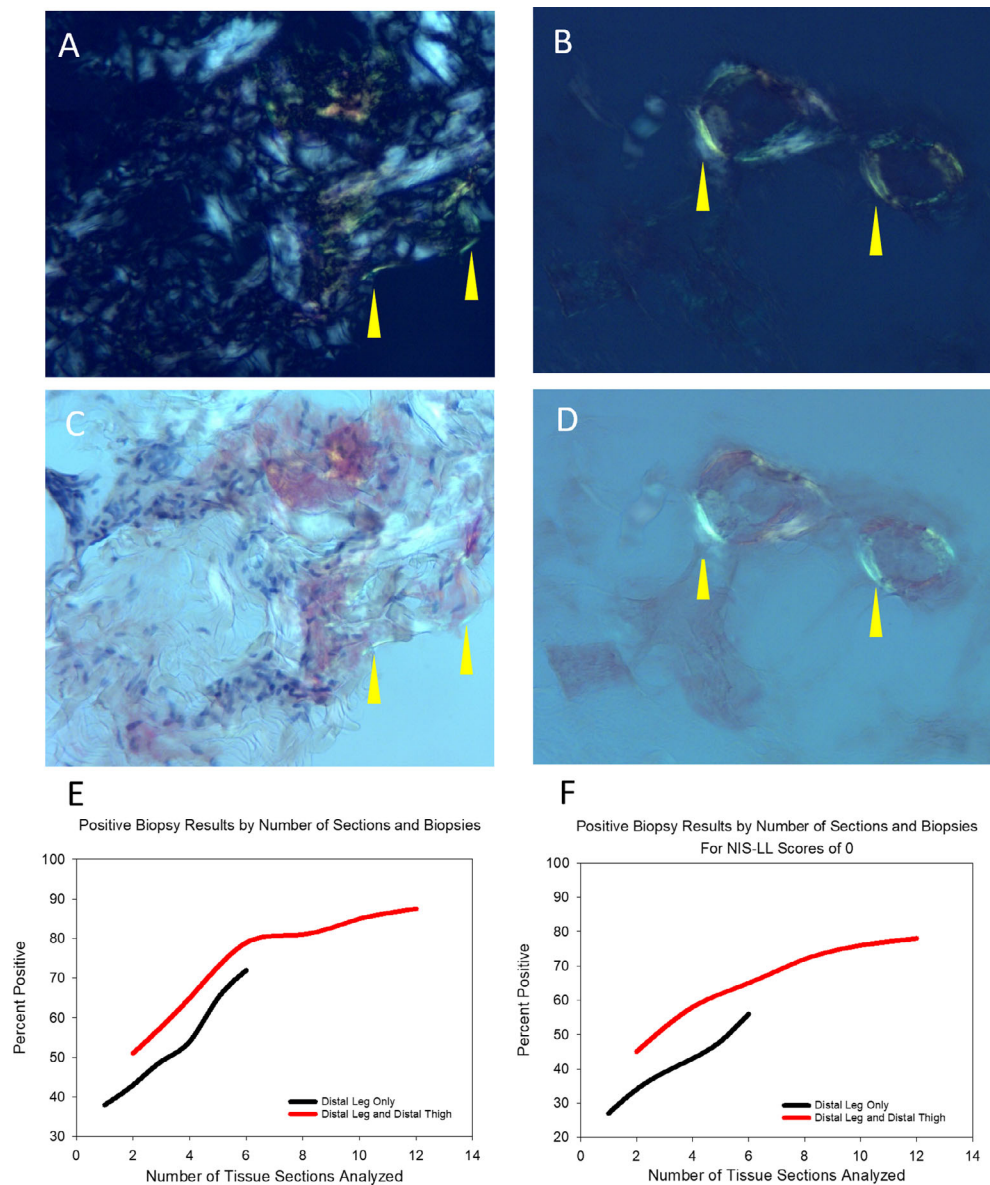 A
B
C
D
E
Positive Biopsy Results by Number of Sections and Biopsies
100
90
80
70
60
50
40
30
Percent Positive
0 2 4 6 8 10 12 14
Number of Tissue Sections Analyzed
Distal Leg Only
Distal Leg and Distal Thigh
F
Positive Biopsy Results by Number of Sections and Biopsies
For NIS-LL Scores of 0
100
90
80
70
60
50
40
30
20
Percent Positive
0 2 4 6 8 10 12 14
Number of Tissue Sections Analyzed
Distal Leg Only
Distal Leg and Distal Thigh